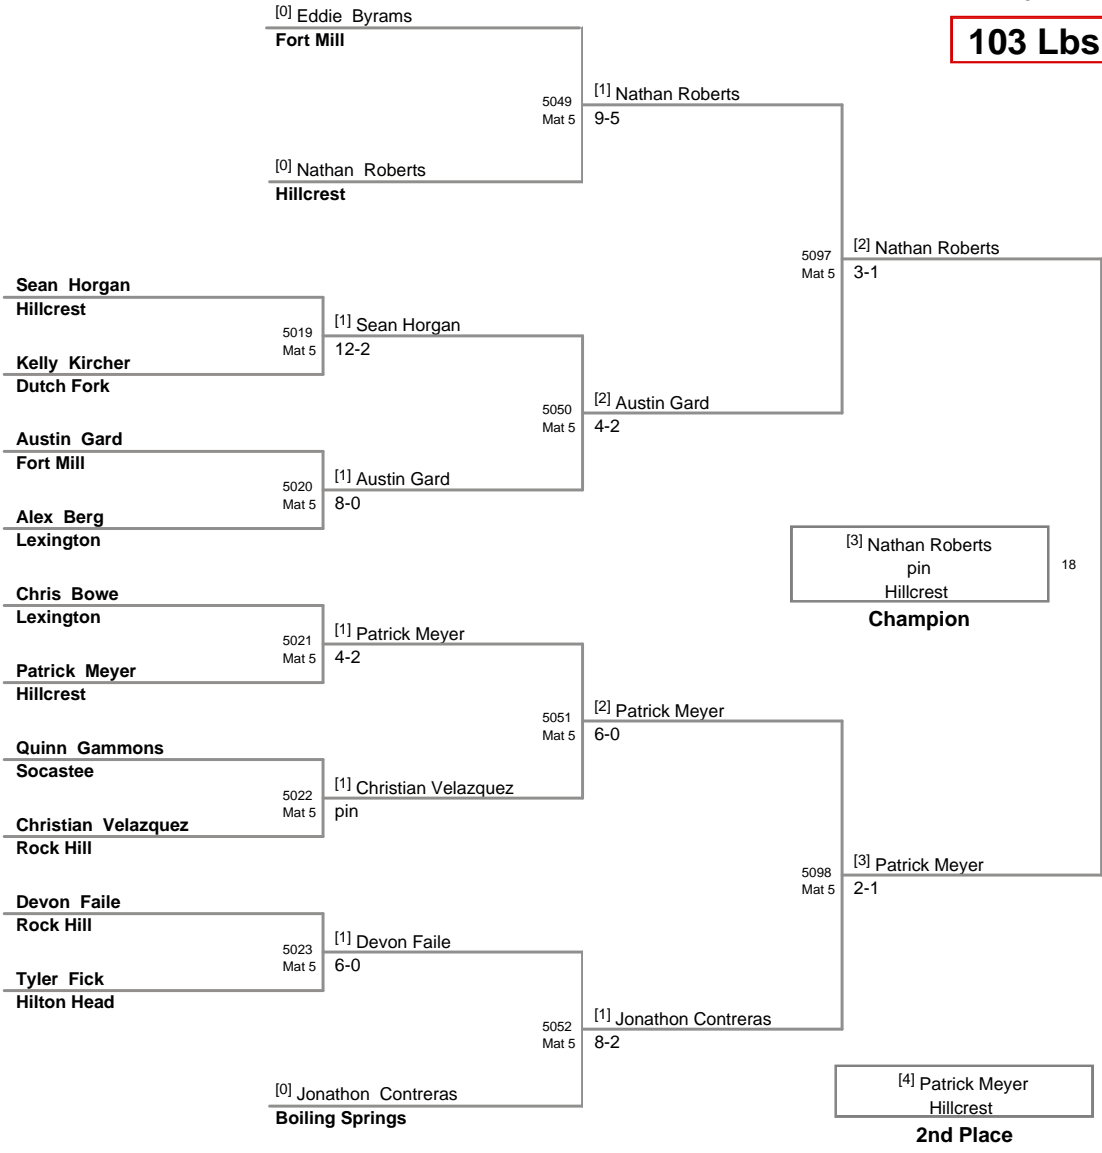 [0] Eddie Byrams
Fort Mill
103 Lbs
5049
Mat 5
[1] Nathan Roberts
9-5
[0] Nathan Roberts
Hillcrest
5097
Mat 5
[2] Nathan Roberts
3-1
Sean Horgan
Hillcrest
5019
Mat 5
[1] Sean Horgan
12-2
Kelly Kircher
Dutch Fork
5050
Mat 5
[2] Austin Gard
4-2
Austin Gard
Fort Mill
5020
Mat 5
[1] Austin Gard
8-0
Alex Berg
Lexington
[3] Nathan Roberts
pin
Hillcrest
18
Champion
Chris Bowe
Lexington
5021
Mat 5
[1] Patrick Meyer
4-2
Patrick Meyer
Hillcrest
5051
Mat 5
[2] Patrick Meyer
6-0
Quinn Gammons
Socastee
5022
Mat 5
[1] Christian Velazquez
pin
Christian Velazquez
Rock Hill
5098
Mat 5
[3] Patrick Meyer
2-1
Devon Faile
Rock Hill
5023
Mat 5
[1] Devon Faile
6-0
Tyler Fick
Hilton Head
5052
Mat 5
[1] Jonathon Contreras
8-2
[0] Jonathon Contreras
Boiling Springs
[4] Patrick Meyer
Hillcrest
2nd Place